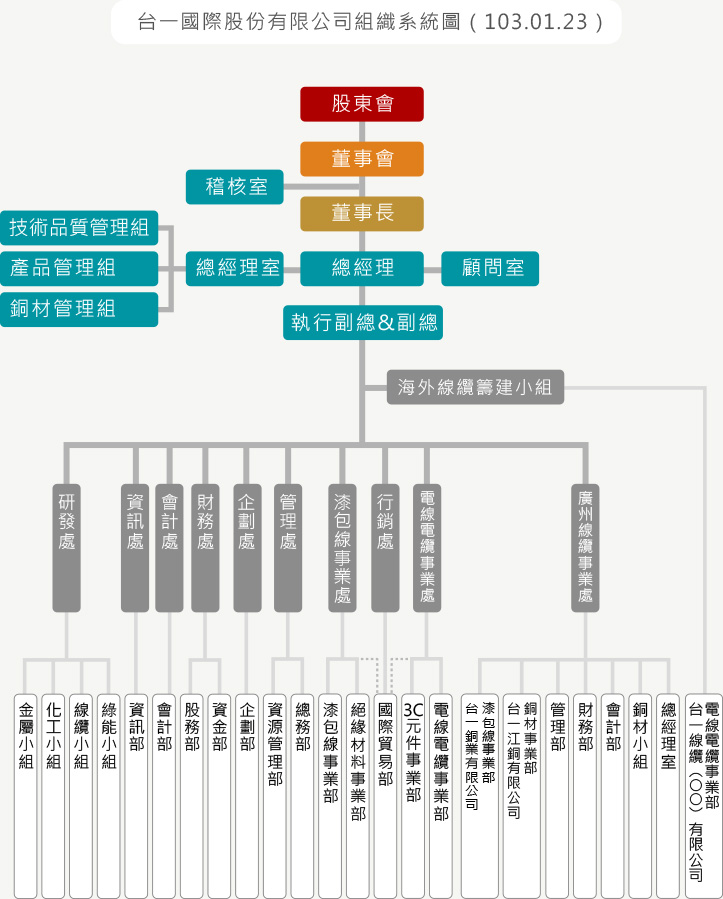 台一國際股份有限公司組織系統圖（103.01.23）
股東會
董事會
稽核室
董事長
技術品質管理組
產品管理組
總經理室
總經理
顧問室
銅材管理組
執行副總&副總
海外線纜籌建小組
研發處
資訊處
會計處
財務處
企劃處
管理處
漆包線事業處
行銷處
電線電纜事業處
廣州線纜事業處
金屬小組
化工小組
線纜小組
綠能小組
資訊部
會計部
股務部
資金部
企劃部
資源管理部
總務部
漆包線事業部
絕緣材料事業部
國際貿易部
3C元件事業部
電線電纜事業部
漆包線事業部
台一銅業有限公司
銅材事業部
台一江銅有限公司
管理部
財務部
會計部
銅材小組
總經理室
電線電纜事業部
台一線纜（〇〇）有限公司